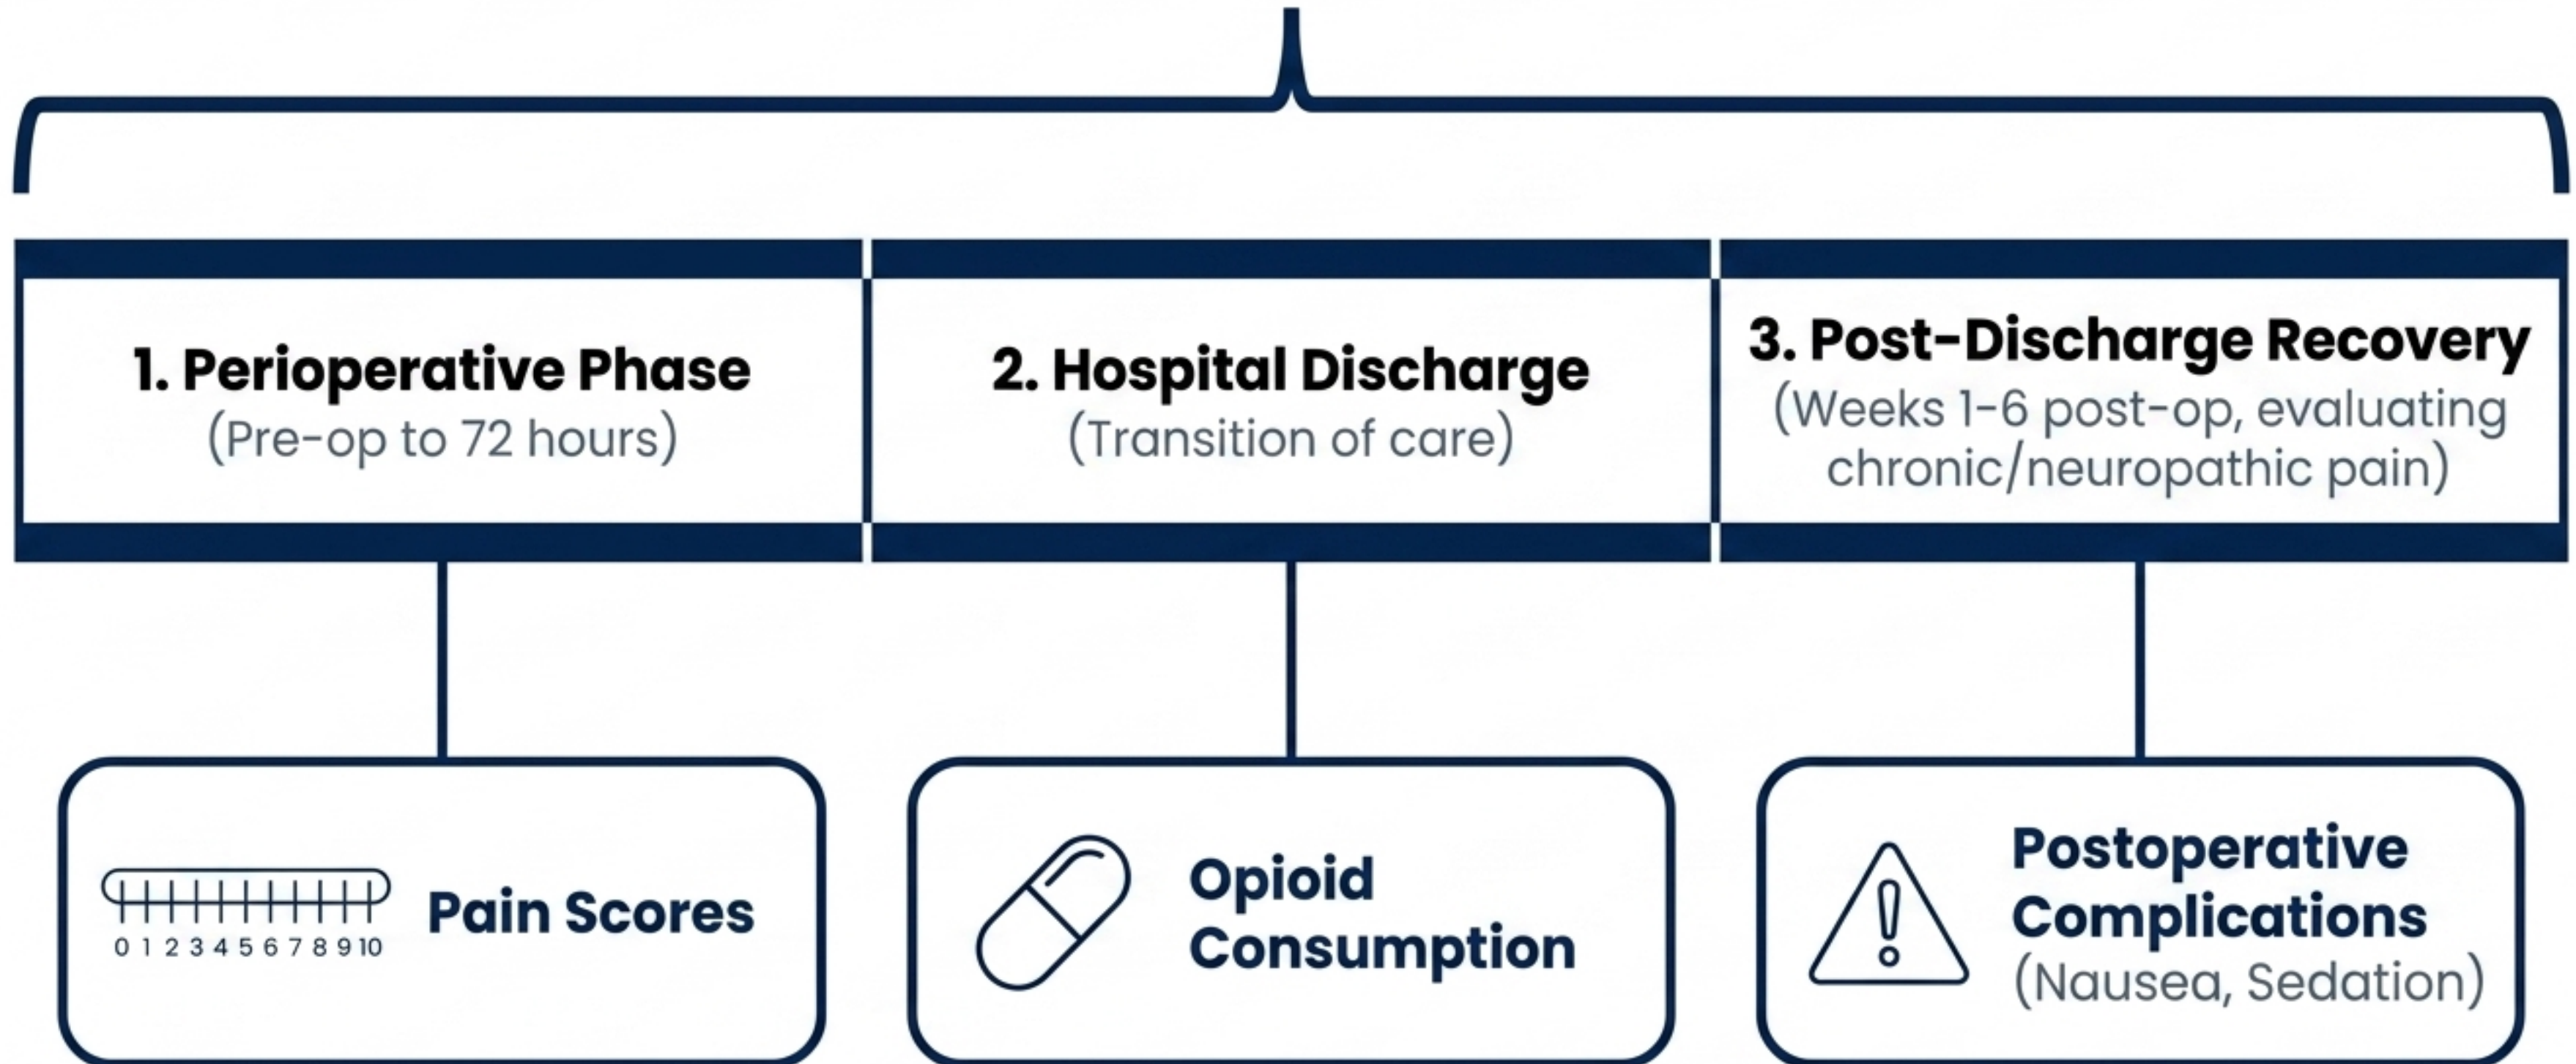 1. Perioperative Phase
(Pre-op to 72 hours)
2. Hospital Discharge
(Transition of care)
3. Post-Discharge Recovery
(Weeks 1-6 post-op, evaluating
chronic/neuropathic pain)
0 1 2 3 4 5 6 7 8 9 10
Pain Scores
Opioid
Consumption
Postoperative
Complications
(Nausea, Sedation)